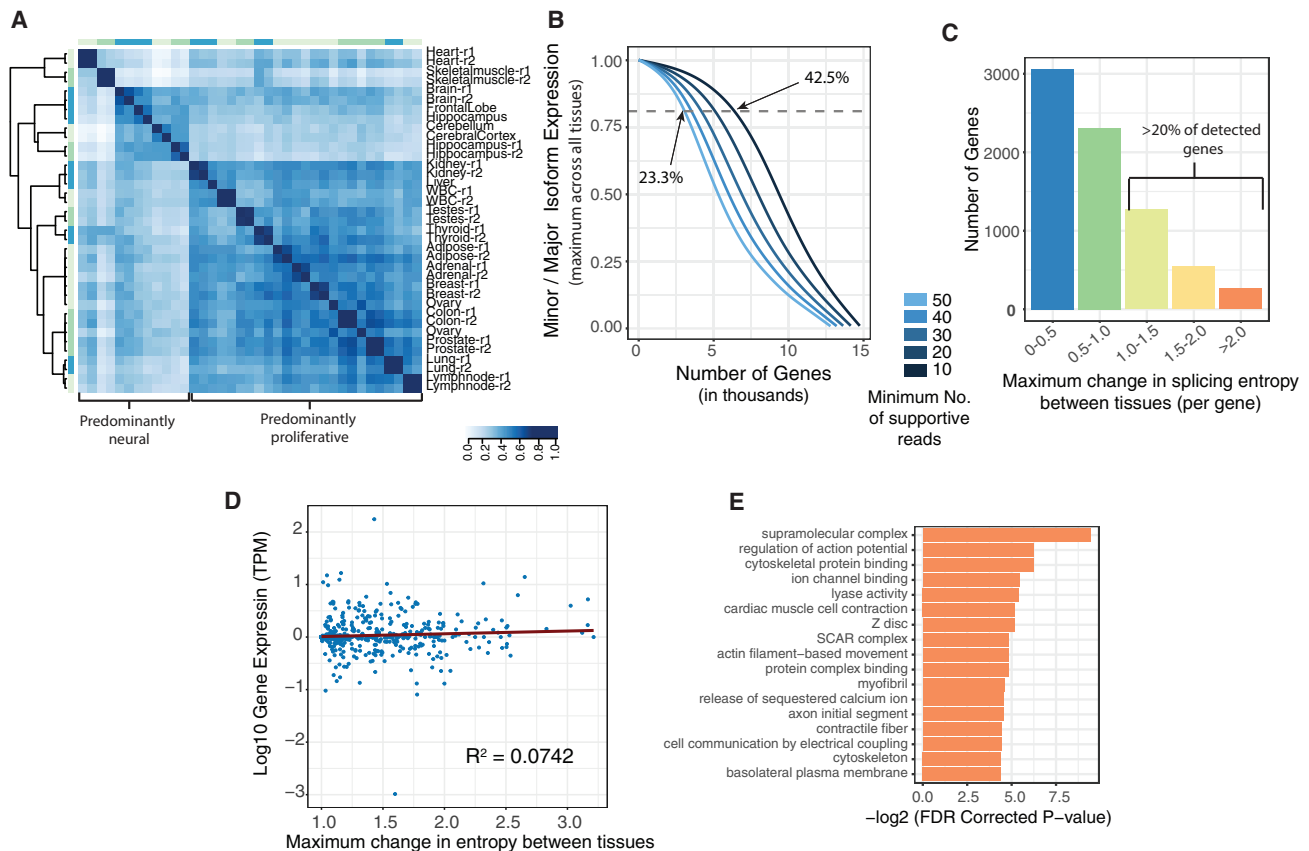 A
Heart-r1
Heart-r2
Skeletalmuscle-r1
Skeletalmuscle-r2
Brain-r1
Brain-r2
FrontalLobe
Hippocampus
Cerebellum
CerebralCortex
Hippocampus-r1
Hippocampus-r2
Kidney-r1
Kidney-r2
Liver
WBC-r1
WBC-r2
Testes-r1
Testes-r2
Thyroid-r1
Thyroid-r2
Adipose-r1
Adipose-r2
Adrenal-r1
Adrenal-r2
Breast-r1
Breast-r2
Ovary
Colon-r1
Colon-r2
Ovary
Prostate-r1
Prostate-r2
Lung-r1
Lung-r2
Lymphnode-r1
Lymphnode-r2
Predominantly
neural
Predominantly
proliferative
0.0
0.2
0.4
0.6
0.8
1.0
B
Minor / Major Isoform Expression
(maximum across all tissues)
1.00
0.75
0.50
0.25
0.00
42.5%
23.3%
0 5 10 15
Number of Genes
(in thousands)
50
40
30
20
10
Minimum No.
of supportive
reads
C
Number of Genes
3000
2000
1000
0
>20% of detected
genes
0-0.5
0.5-1.0
1.0-1.5
1.5-2.0
>2.0
Maximum change in splicing entropy
between tissues (per gene)
D
Log10 Gene Expressin (TPM)
2
1
0
−1
−2
−3
R² = 0.0742
1.0 1.5 2.0 2.5 3.0
Maximum change in entropy between tissues
E
supramolecular complex
regulation of action potential
cytoskeletal protein binding
ion channel binding
lyase activity
cardiac muscle cell contraction
Z disc
SCAR complex
actin filament−based movement
protein complex binding
myofibril
release of sequestered calcium ion
axon initial segment
contractile fiber
cell communication by electrical coupling
cytoskeleton
basolateral plasma membrane
0.0 2.5 5.0 7.5
−log2 (FDR Corrected P−value)